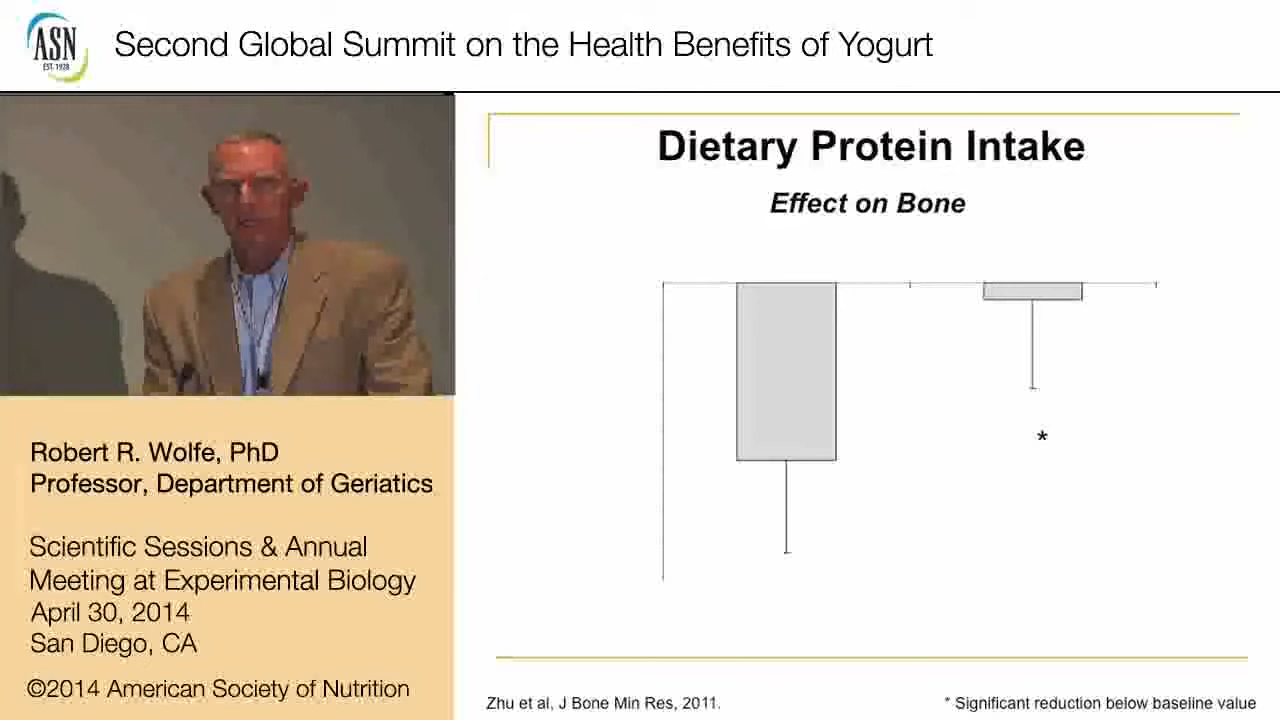 ASN
EST. 1928
Second Global Summit on the Health Benefits of Yogurt
Dietary Protein Intake
Effect on Bone
*
Robert R. Wolfe, PhD
Professor, Department of Geriatics
Scientific Sessions & Annual
Meeting at Experimental Biology
April 30, 2014
San Diego, CA
©2014 American Society of Nutrition
Zhu et al, J Bone Min Res, 2011.
* Significant reduction below baseline value